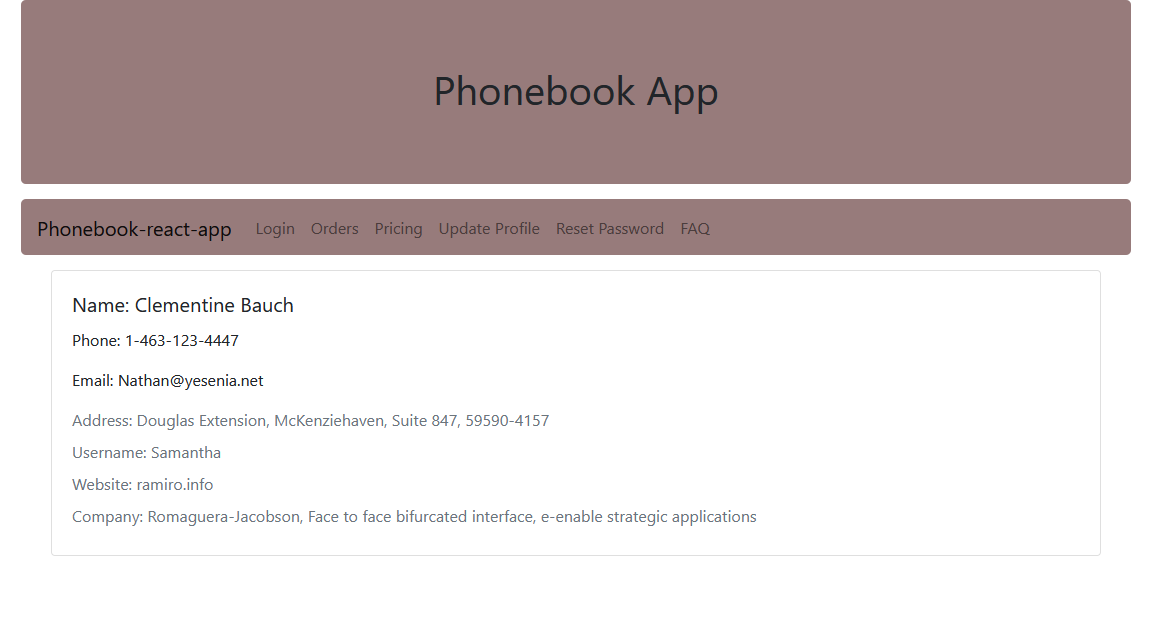 Phonebook App
Phonebook-react-app Login Orders Pricing Update Profile Reset Password FAQ
Name: Clementine Bauch
Phone: 1-463-123-4447
Email: Nathan@yesenia.net
Address: Douglas Extension, McKenziehaven, Suite 847, 59590-4157
Username: Samantha
Website: ramiro.info
Company: Romaguera-Jacobson, Face to face bifurcated interface, e-enable strategic applications